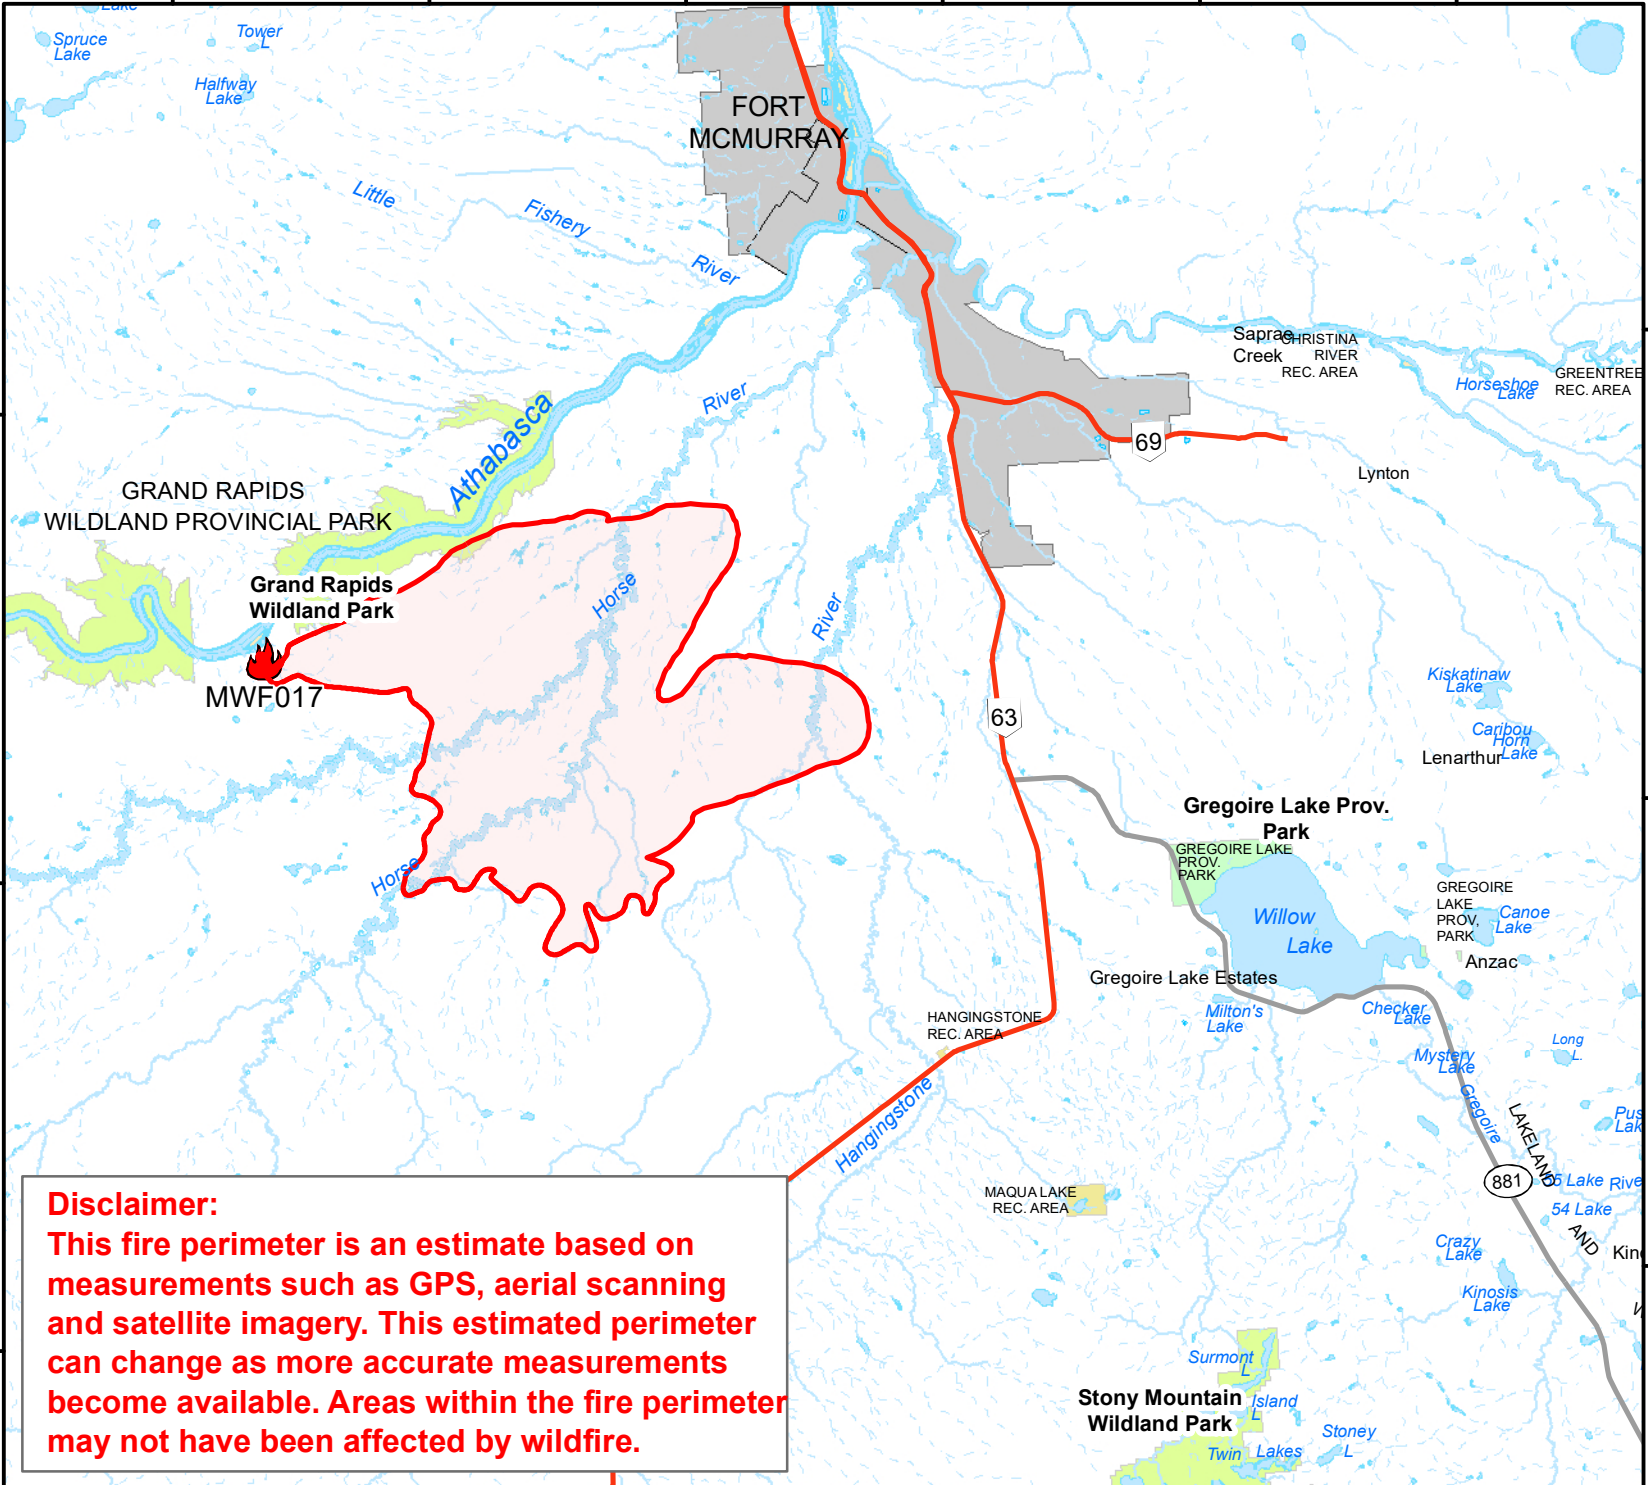 Lake
Spruce
Lake
Tower
L
Halfway
Lake
FORT
MCMURRAY
Little
Fishery
River
Saprae
Creek
CHRISTINA
RIVER
REC. AREA
Horseshoe
Lake
GREENTREE
REC. AREA
River
Athabasca
69
Lynton
GRAND RAPIDS
WILDLAND PROVINCIAL PARK
Grand Rapids
Wildland Park
Horse
River
MWF017
63
Kiskatinaw
Lake
Caribou
Horn
Lake
Lenarthur
Gregoire Lake Prov.
Park
GREGOIRE LAKE
PROV.
PARK
Horse
Willow
Lake
GREGOIRE
LAKE
PROV,
PARK
Canoe
Lake
Anzac
Gregoire Lake Estates
Milton's
Lake
Checker
Lake
HANGINGSTONE
REC. AREA
Long
L.
Mystery
Lake
Gregoire
Hangingstone
LAKELAND
Pus
Lak
881
55 Lake
Rive
54 Lake
AND
MAQUA LAKE
REC. AREA
Crazy
Lake
Kin
Kinosis
Lake
Surmont
L
Stony Mountain
Wildland Park
Island
L
Stoney
L
Twin
Lakes
Disclaimer:
This fire perimeter is an estimate based on
measurements such as GPS, aerial scanning
and satellite imagery. This estimated perimeter
can change as more accurate measurements
become available. Areas within the fire perimeter
may not have been affected by wildfire.